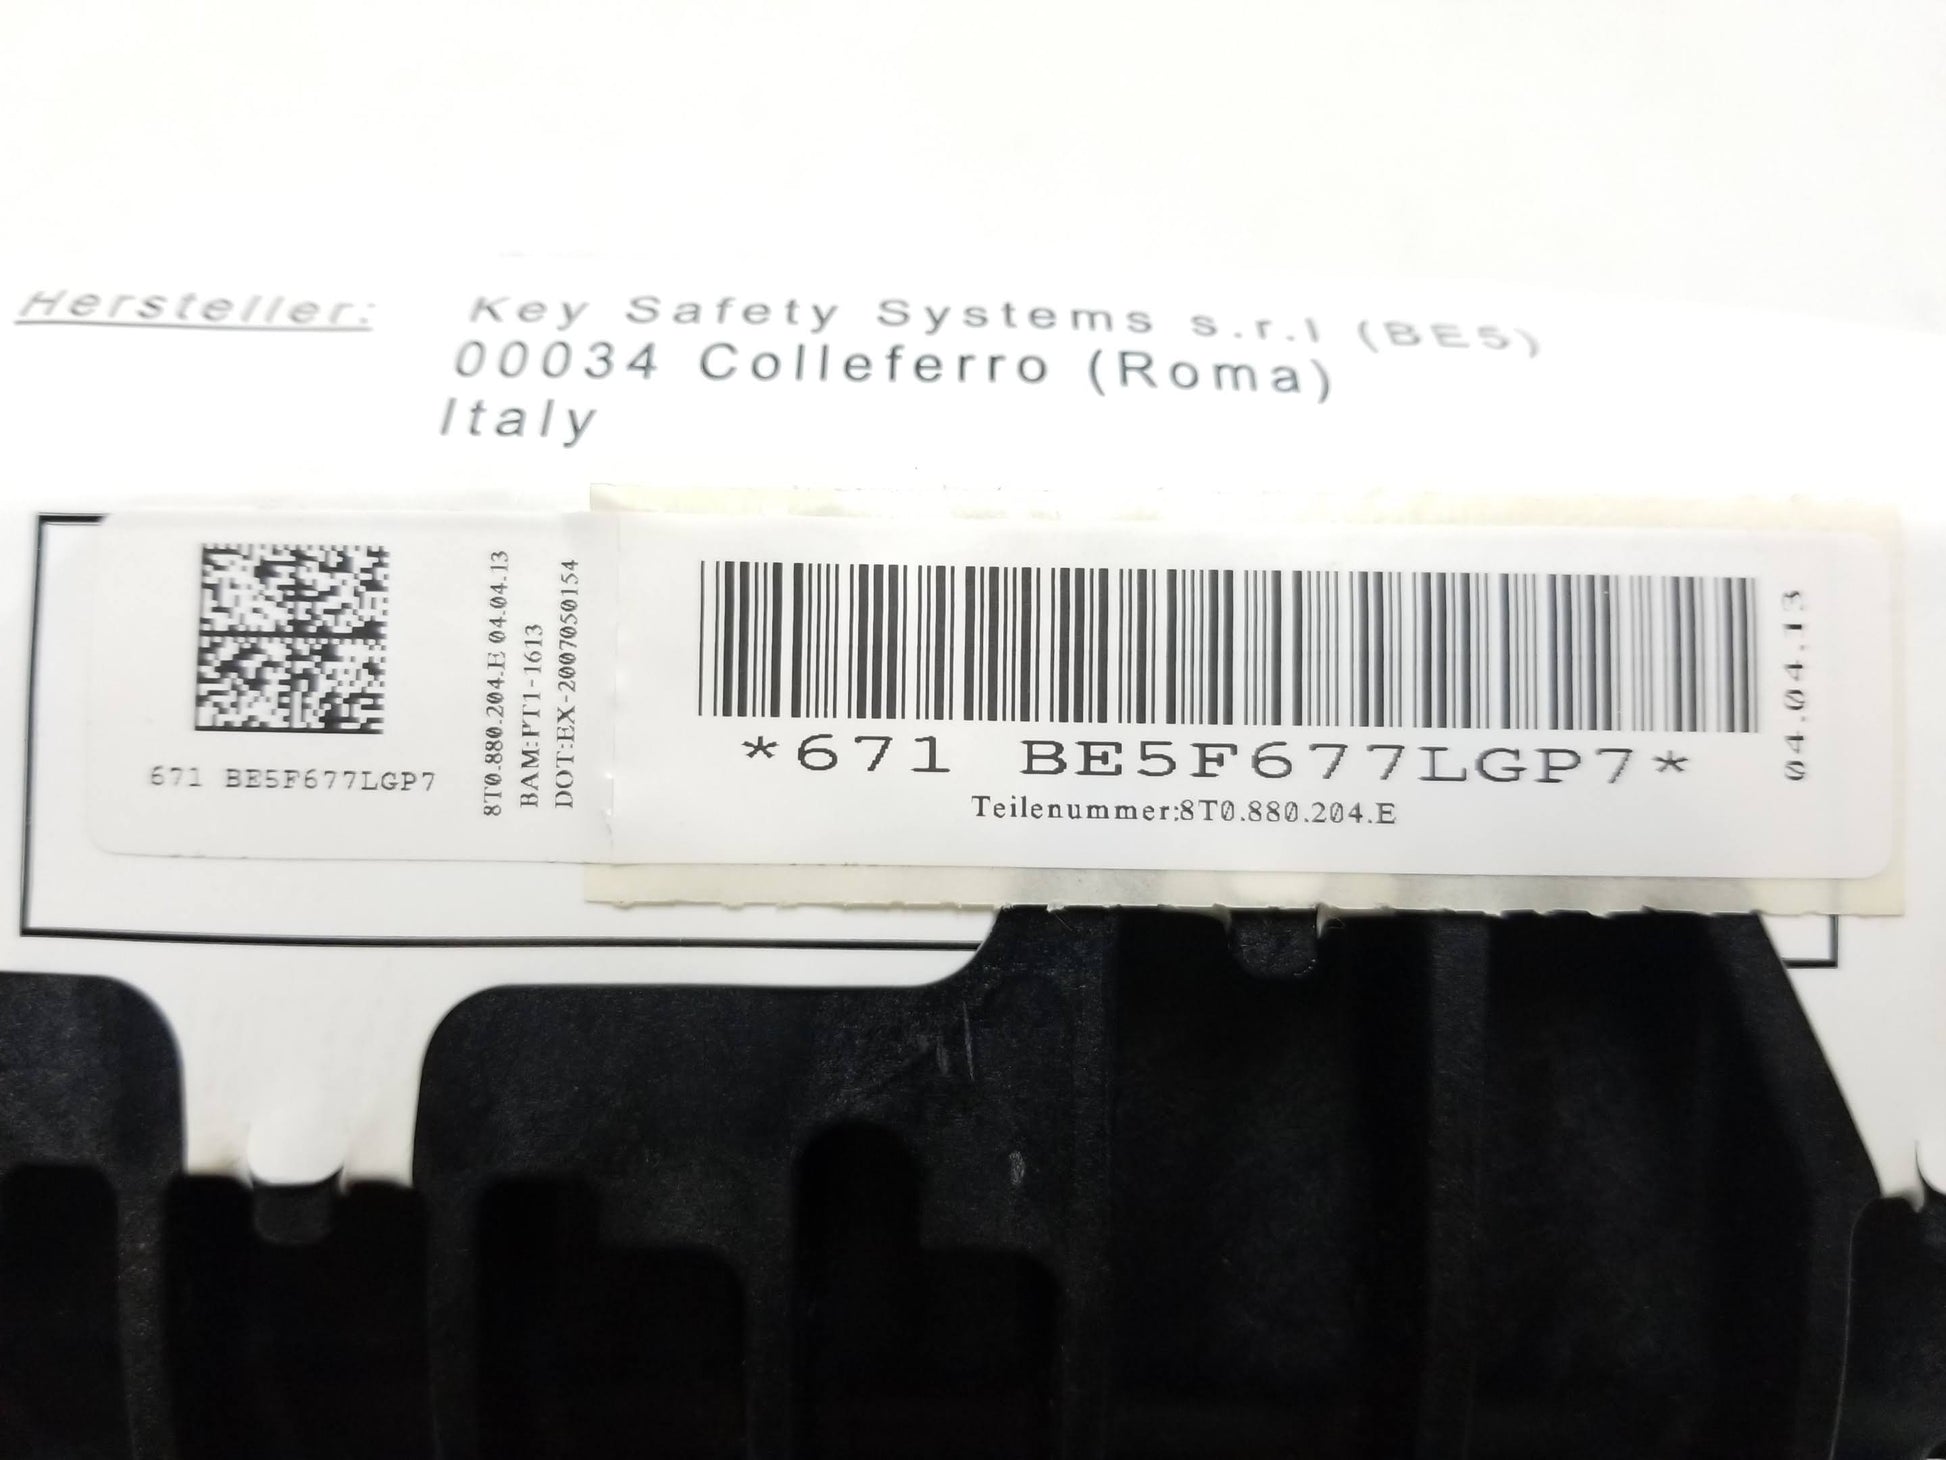 Hersteller: Key Safety Systems s.r.l (BE5)
00034 Colleferro (Roma)
Italy
671 BE5F677LGP7
8T0.880.204.E 04.04.13
BAM:PT1-1613
DOT:EX-2007050154
*671 BE5F677LGP7*
Teilenummer:8T0.880.204.E
04.04.13